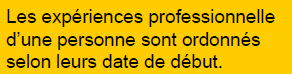 Les expériences professionnelle
d'une personne sont ordonnés
selon leurs date de début.